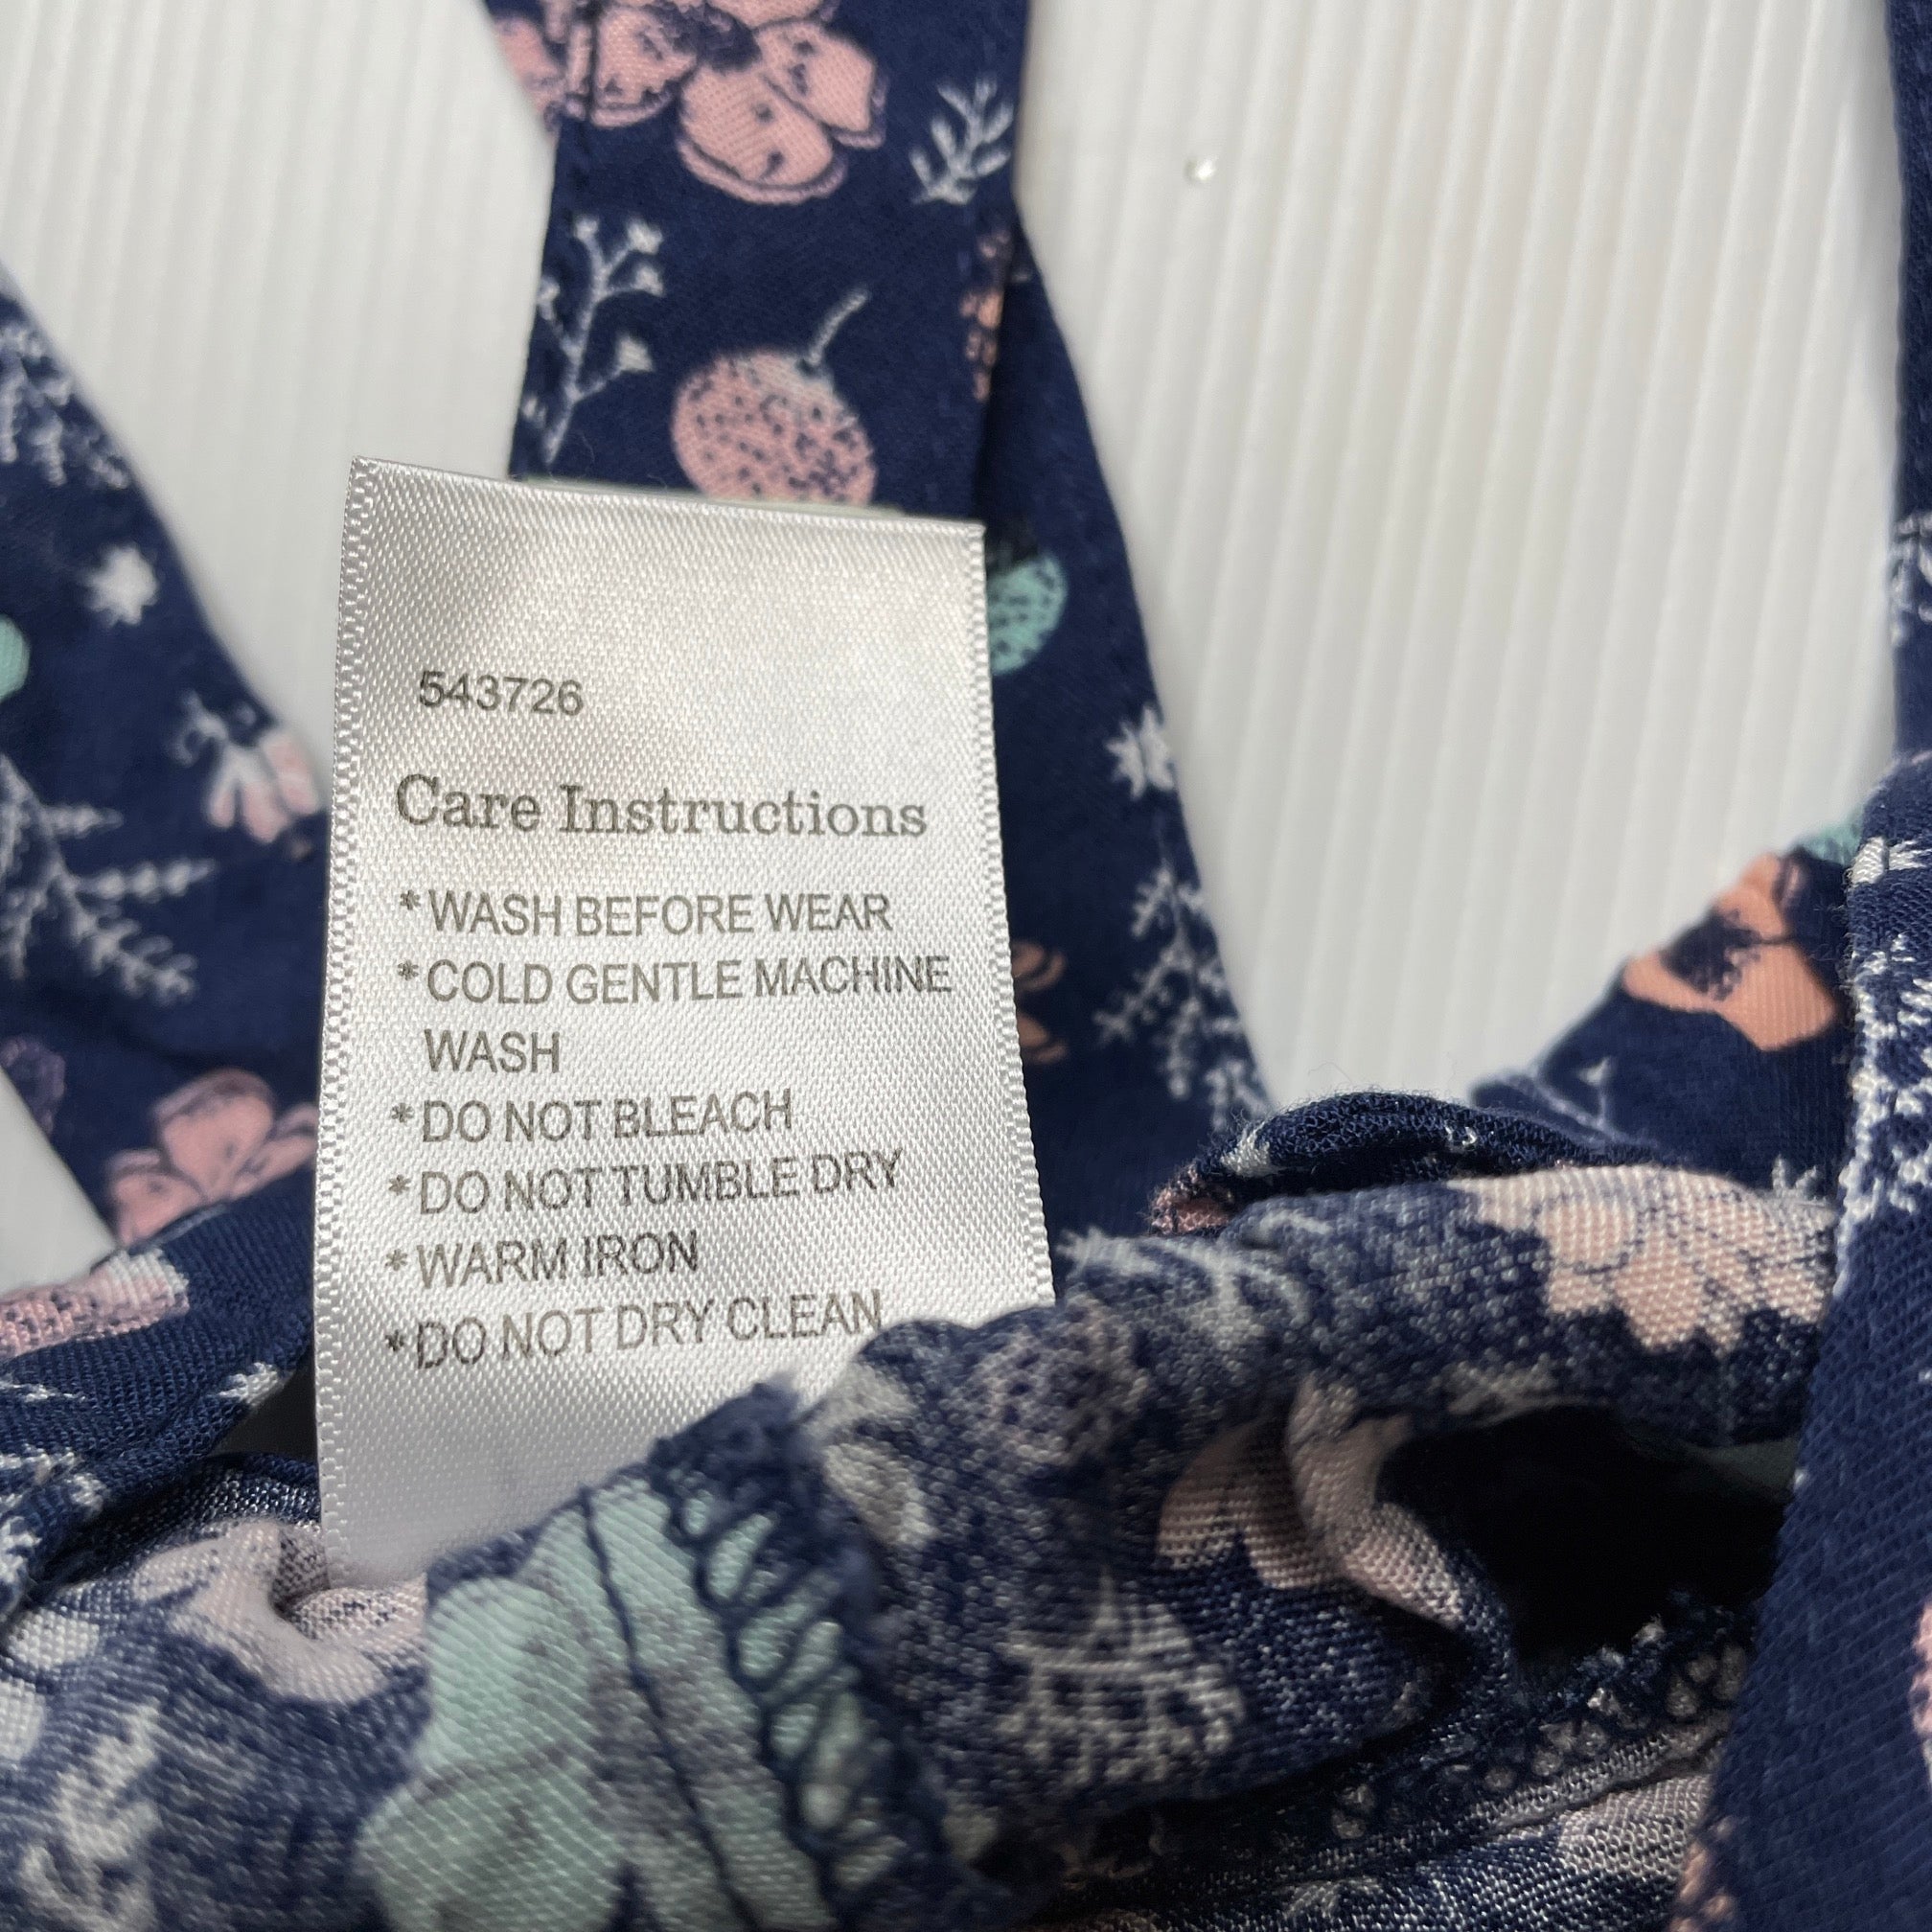 543726
Care Instructions
*WASH BEFORE WEAR
*COLD GENTLE MACHINE
WASH
*DO NOT BLEACH
*DO NOT TUMBLE DRY
*WARM IRON
*DO NOT DRY CLEAN